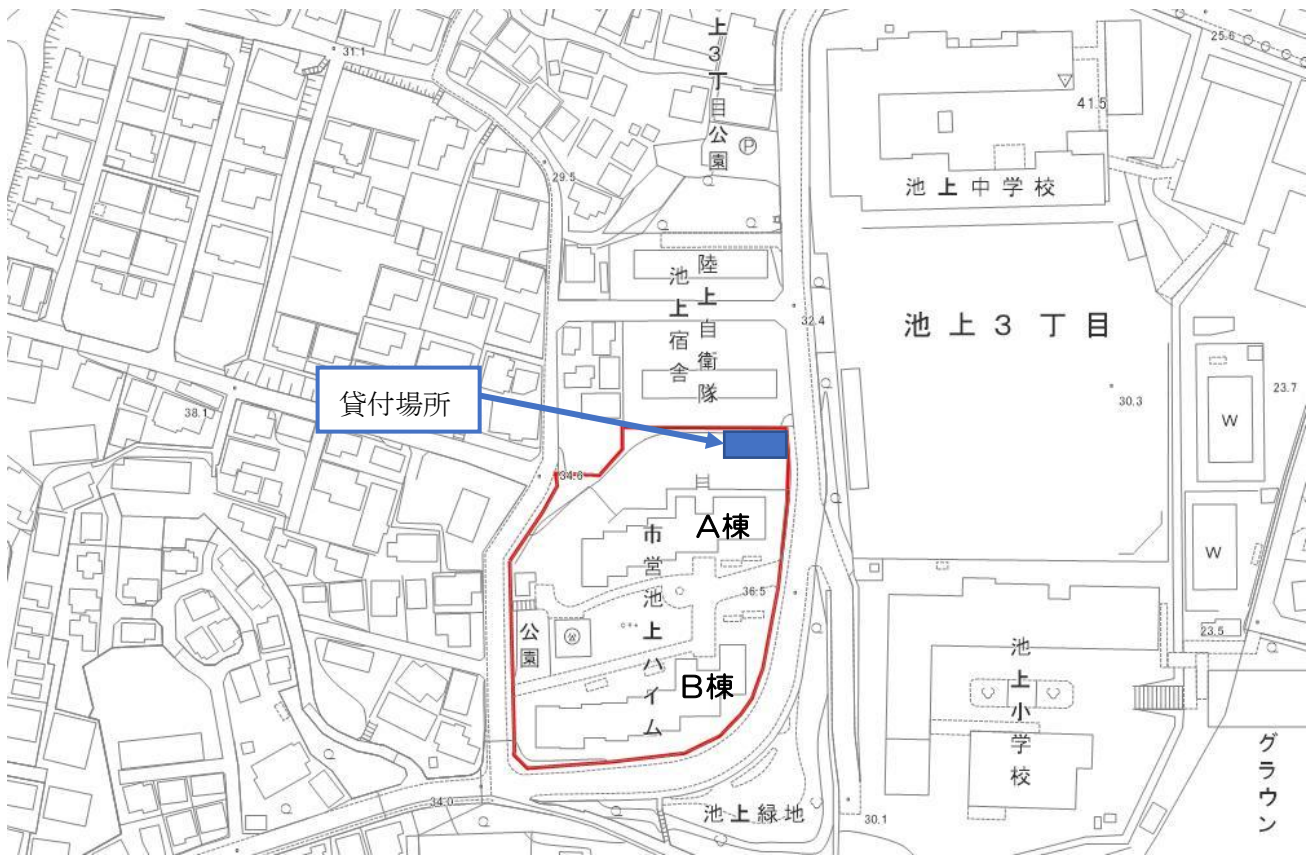 上3丁目公園
Ⓟ
31.1
25.6
41.5
池上中学校
29.5
陸上自衛隊
池上宿舎
32.4
池上3丁目
貸付場所
38.1
30.3
23.7
W
34.6
A棟
市営池上ハイム
W
36.5
公園
23.5
B棟
池上小学校
グラウン
34.0
池上緑地
30.1